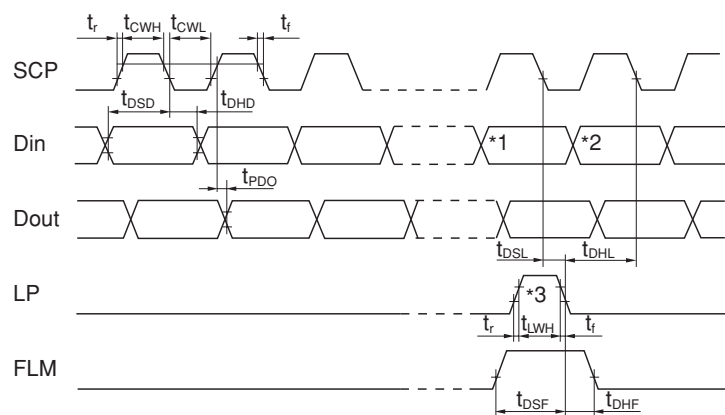 tr tCWH tCWL tf
SCP
tDSD tDHD
Din *1 *2
tPDO
Dout
tDSL tDHL
LP *3
tr tLWH tf
FLM
tDSF tDHF